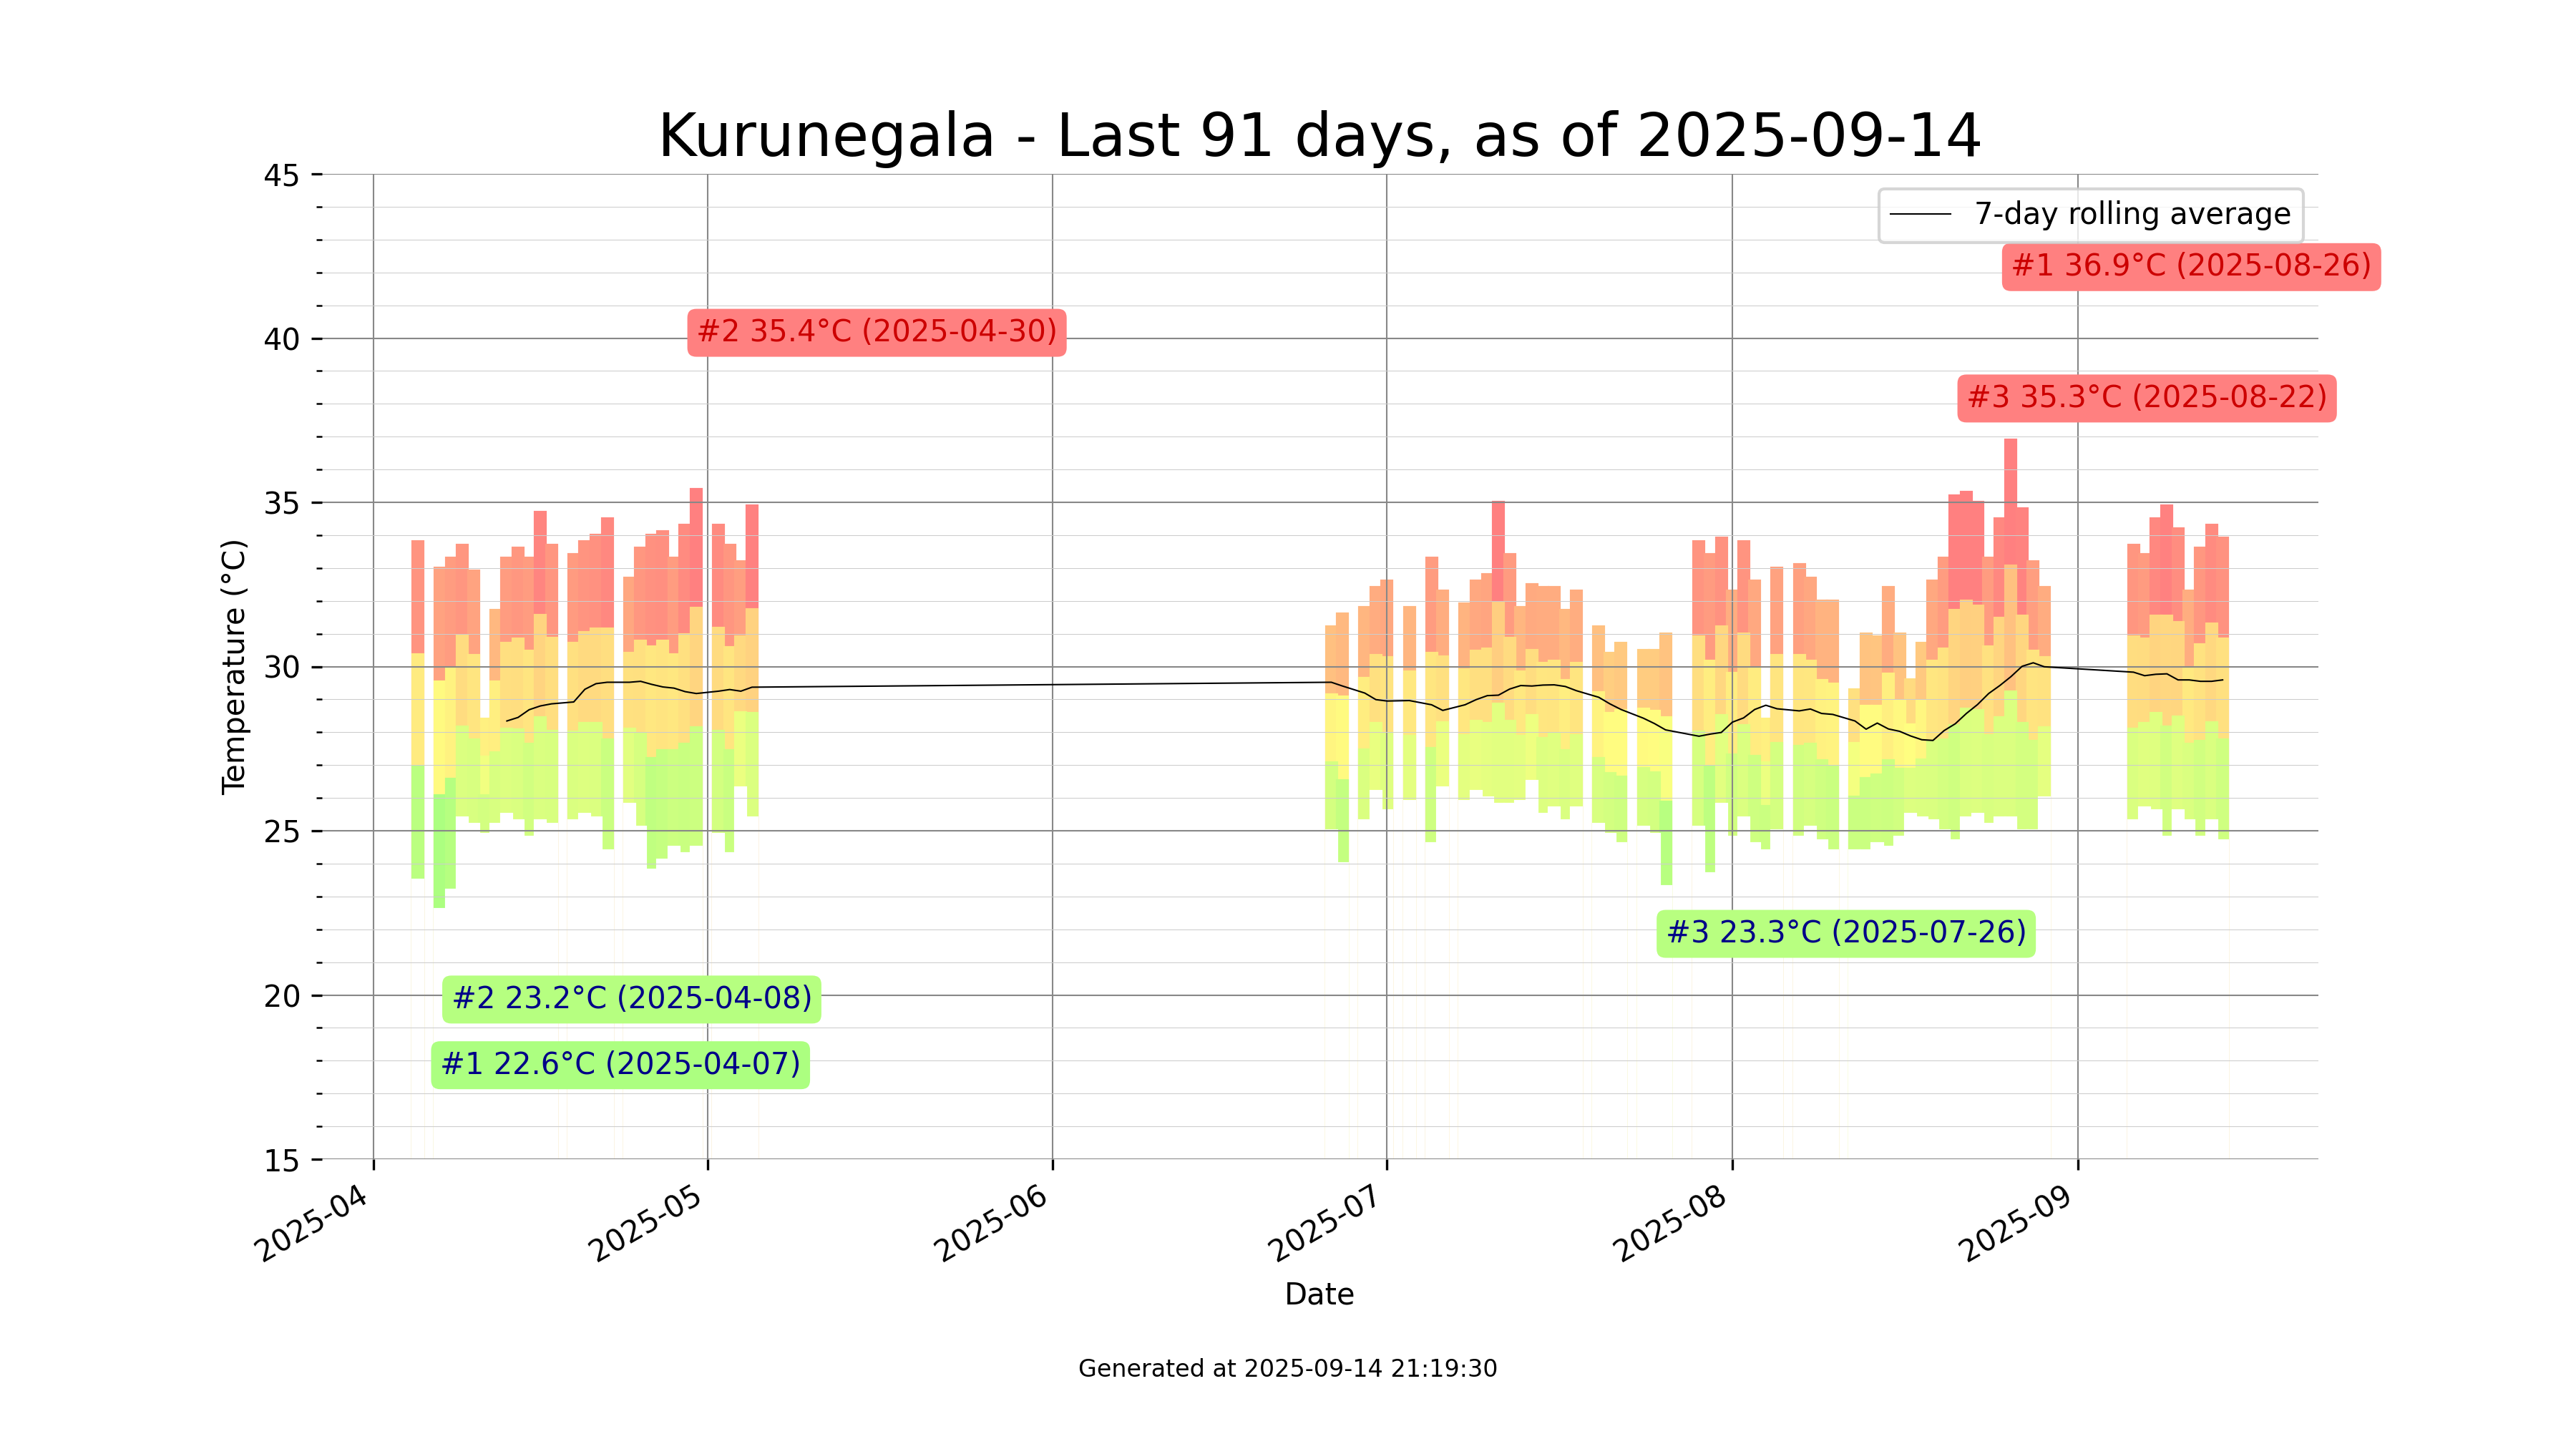 Kurunegala - Last 91 days, as of 2025-09-14
45
7-day rolling average
#1 36.9°C (2025-08-26)
#2 35.4°C (2025-04-30)
40
#3 35.3°C (2025-08-22)
35
30
Temperature (°C)
25
#3 23.3°C (2025-07-26)
20
#2 23.2°C (2025-04-08)
#1 22.6°C (2025-04-07)
15
2025-04
2025-05
2025-06
2025-07
2025-08
2025-09
Date
Generated at 2025-09-14 21:19:30